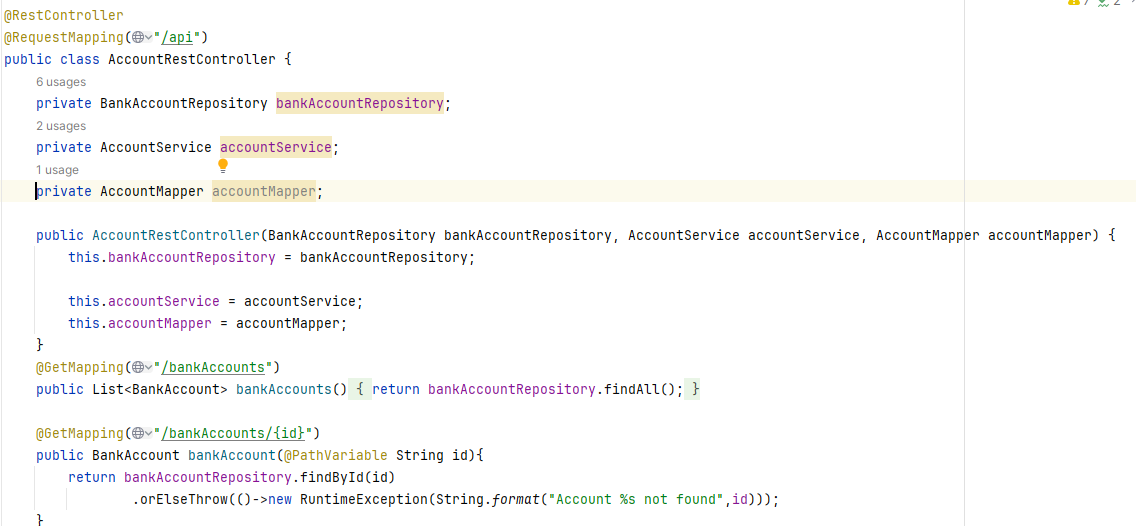 7 2
@RestController
@RequestMapping("/api")
public class AccountRestController {
6 usages
private BankAccountRepository bankAccountRepository;
2 usages
private AccountService accountService;
1 usage
private AccountMapper accountMapper;
public AccountRestController(BankAccountRepository bankAccountRepository, AccountService accountService, AccountMapper accountMapper) {
this.bankAccountRepository = bankAccountRepository;
this.accountService = accountService;
this.accountMapper = accountMapper;
}
@GetMapping("/bankAccounts")
public List<BankAccount> bankAccounts() { return bankAccountRepository.findAll(); }
@GetMapping("/bankAccounts/{id}")
public BankAccount bankAccount(@PathVariable String id){
return bankAccountRepository.findById(id)
.orElseThrow(()->new RuntimeException(String.format("Account %s not found",id)));
}